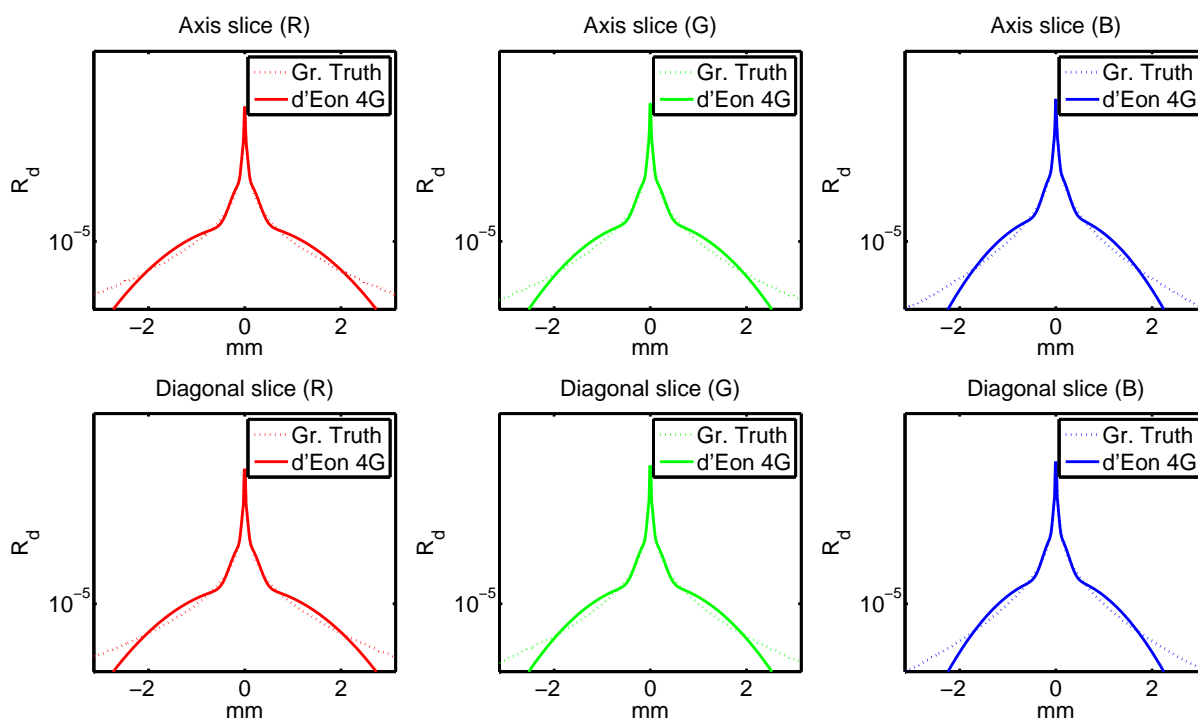 Axis slice (R)
Gr. Truth
d'Eon 4G
R_d
10^-5
−2
0
2
mm
Axis slice (G)
Gr. Truth
d'Eon 4G
R_d
10^-5
−2
0
2
mm
Axis slice (B)
Gr. Truth
d'Eon 4G
R_d
10^-5
−2
0
2
mm
Diagonal slice (R)
Gr. Truth
d'Eon 4G
R_d
10^-5
−2
0
2
mm
Diagonal slice (G)
Gr. Truth
d'Eon 4G
R_d
10^-5
−2
0
2
mm
Diagonal slice (B)
Gr. Truth
d'Eon 4G
R_d
10^-5
−2
0
2
mm